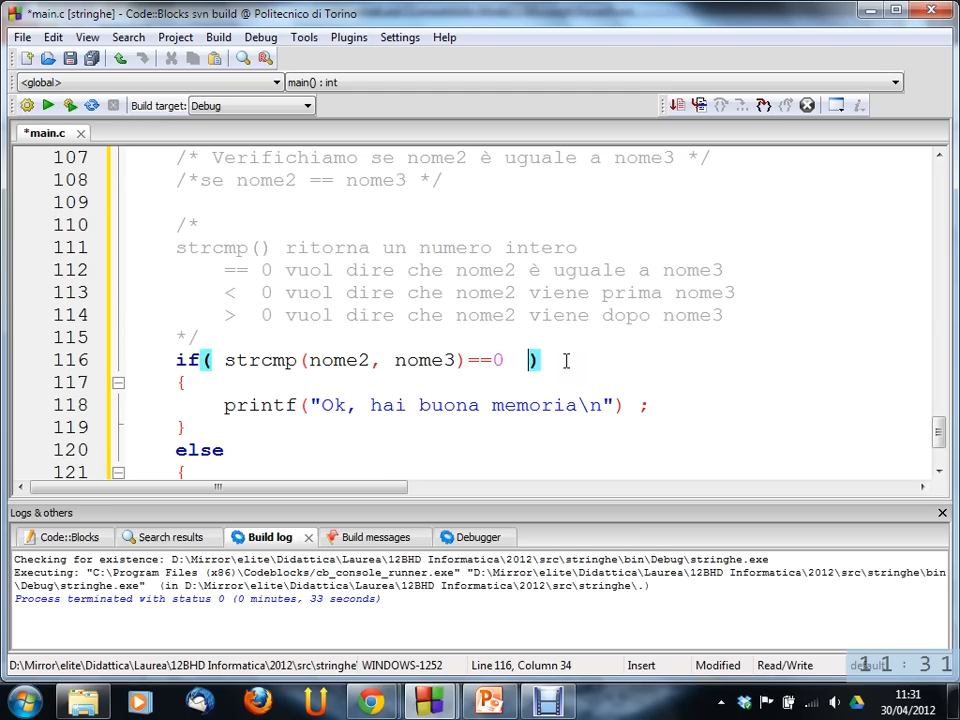 *main.c [stringhe] - Code::Blocks svn build @ Politecnico di Torino
File Edit View Search Project Build Debug Tools Plugins Settings Help
<global> main() : int
Build target: Debug
*main.c
107 /* Verifichiamo se nome2 è uguale a nome3 */
108 /*se nome2 == nome3 */
109
110 /*
111 strcmp() ritorna un numero intero
112 == 0 vuol dire che nome2 è uguale a nome3
113 < 0 vuol dire che nome2 viene prima nome3
114 > 0 vuol dire che nome2 viene dopo nome3
115 */
116 if( strcmp(nome2, nome3)==0 )
117 {
118 printf("Ok, hai buona memoria\n") ;
119 }
120 else
121 {
Logs & others
Code::Blocks Search results Build log Build messages Debugger
Checking for existence: D:\Mirror\elite\Didattica\Laurea\12BHD Informatica\2012\src\stringhe\bin\Debug\stringhe.exe
Executing: "C:\Program Files (x86)\Codeblocks/cb_console_runner.exe" "D:\Mirror\elite\Didattica\Laurea\12BHD Informatica\2012\src\stringhe\bin
\Debug\stringhe.exe" (in D:\Mirror\elite\Didattica\Laurea\12BHD Informatica\2012\src\stringhe\.)
Process terminated with status 0 (0 minutes, 33 seconds)
D:\Mirror\elite\Didattica\Laurea\12BHD Informatica\2012\src\stringhe\ WINDOWS-1252 Line 116, Column 34 Insert Modified Read/Write default
11:31
11:31
30/04/2012